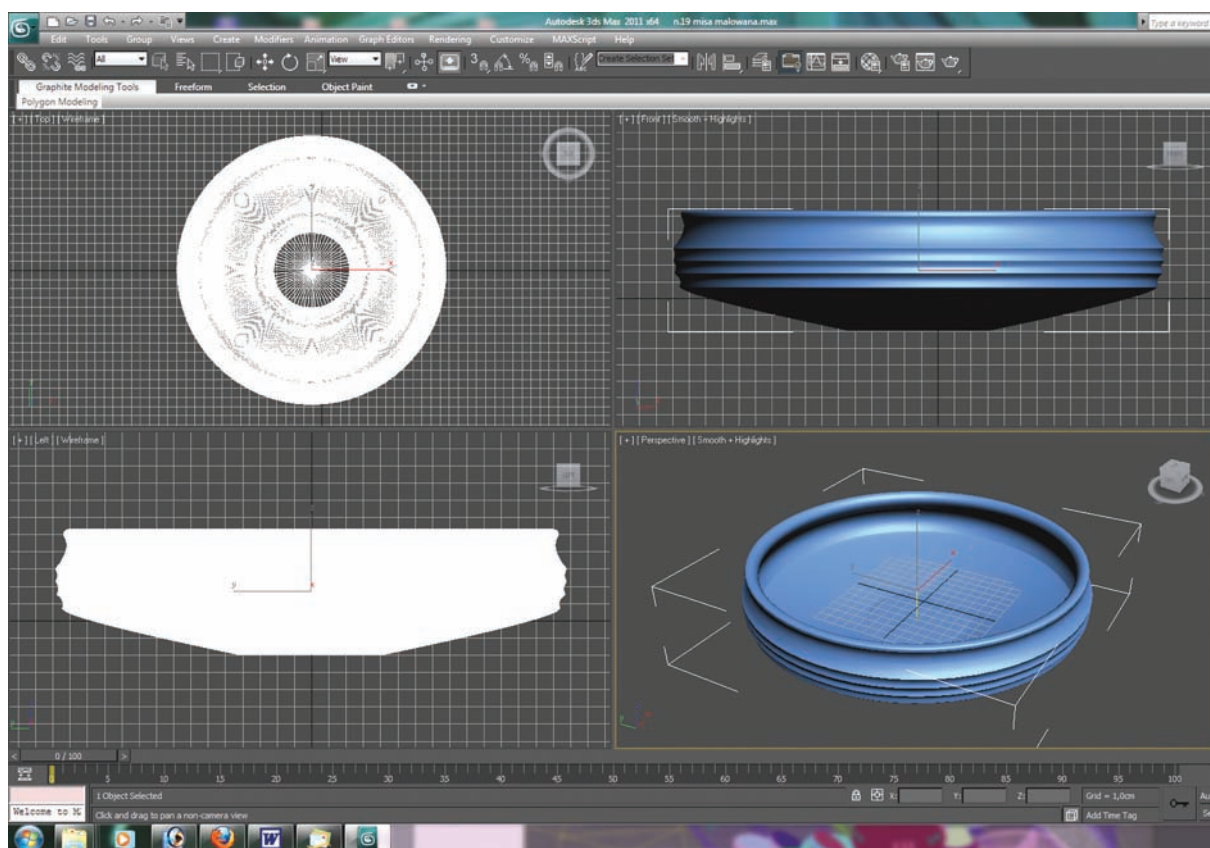 Autodesk 3ds Max 2011 x64 n.19 misa malowana.max
Type a keyword
Edit Tools Group Views Create Modifiers Animation Graph Editors Rendering Customize MAXScript Help
All View 3 Create Selection Set
Graphite Modeling Tools Freeform Selection Object Paint
Polygon Modeling
[ + ] [ Top ] [ Wireframe ]
[ + ] [ Front ] [ Smooth + Highlights ]
[ + ] [ Left ] [ Wireframe ]
[ + ] [ Perspective ] [ Smooth + Highlights ]
< 0 / 100 >
0 5 10 15 20 25 30 35 40 45 50 55 60 65 70 75 80 85 90 95 100
1 Object Selected X: Y: Z: Grid = 1,0cm Au
Welcome to M Click and drag to pan a non-camera view Add Time Tag